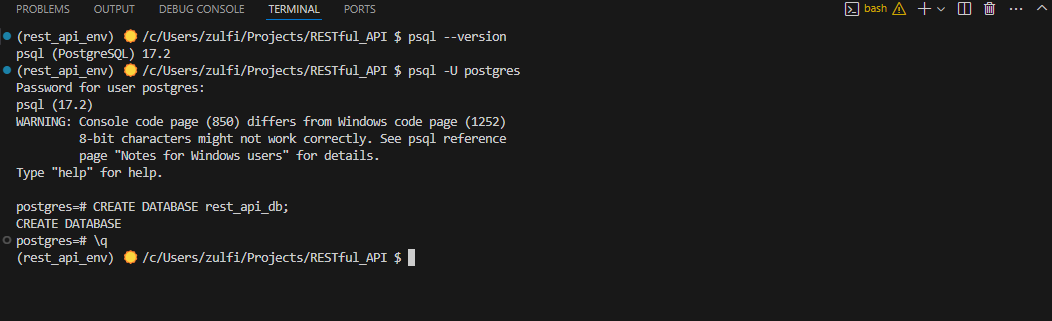 PROBLEMS OUTPUT DEBUG CONSOLE TERMINAL PORTS bash
(rest_api_env) /c/Users/zulfi/Projects/RESTful_API $ psql --version
psql (PostgreSQL) 17.2
(rest_api_env) /c/Users/zulfi/Projects/RESTful_API $ psql -U postgres
Password for user postgres:
psql (17.2)
WARNING: Console code page (850) differs from Windows code page (1252)
         8-bit characters might not work correctly. See psql reference
         page "Notes for Windows users" for details.
Type "help" for help.

postgres=# CREATE DATABASE rest_api_db;
CREATE DATABASE
postgres=# \q
(rest_api_env) /c/Users/zulfi/Projects/RESTful_API $